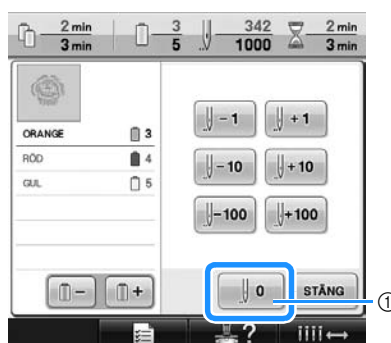 2 min 3 342 2 min
3 min 5 1000 3 min
ORANGE 3
RÖD 4
GUL 5
- 1 + 1
- 10 + 10
-100 +100
- + 0 STÄNG ①
?